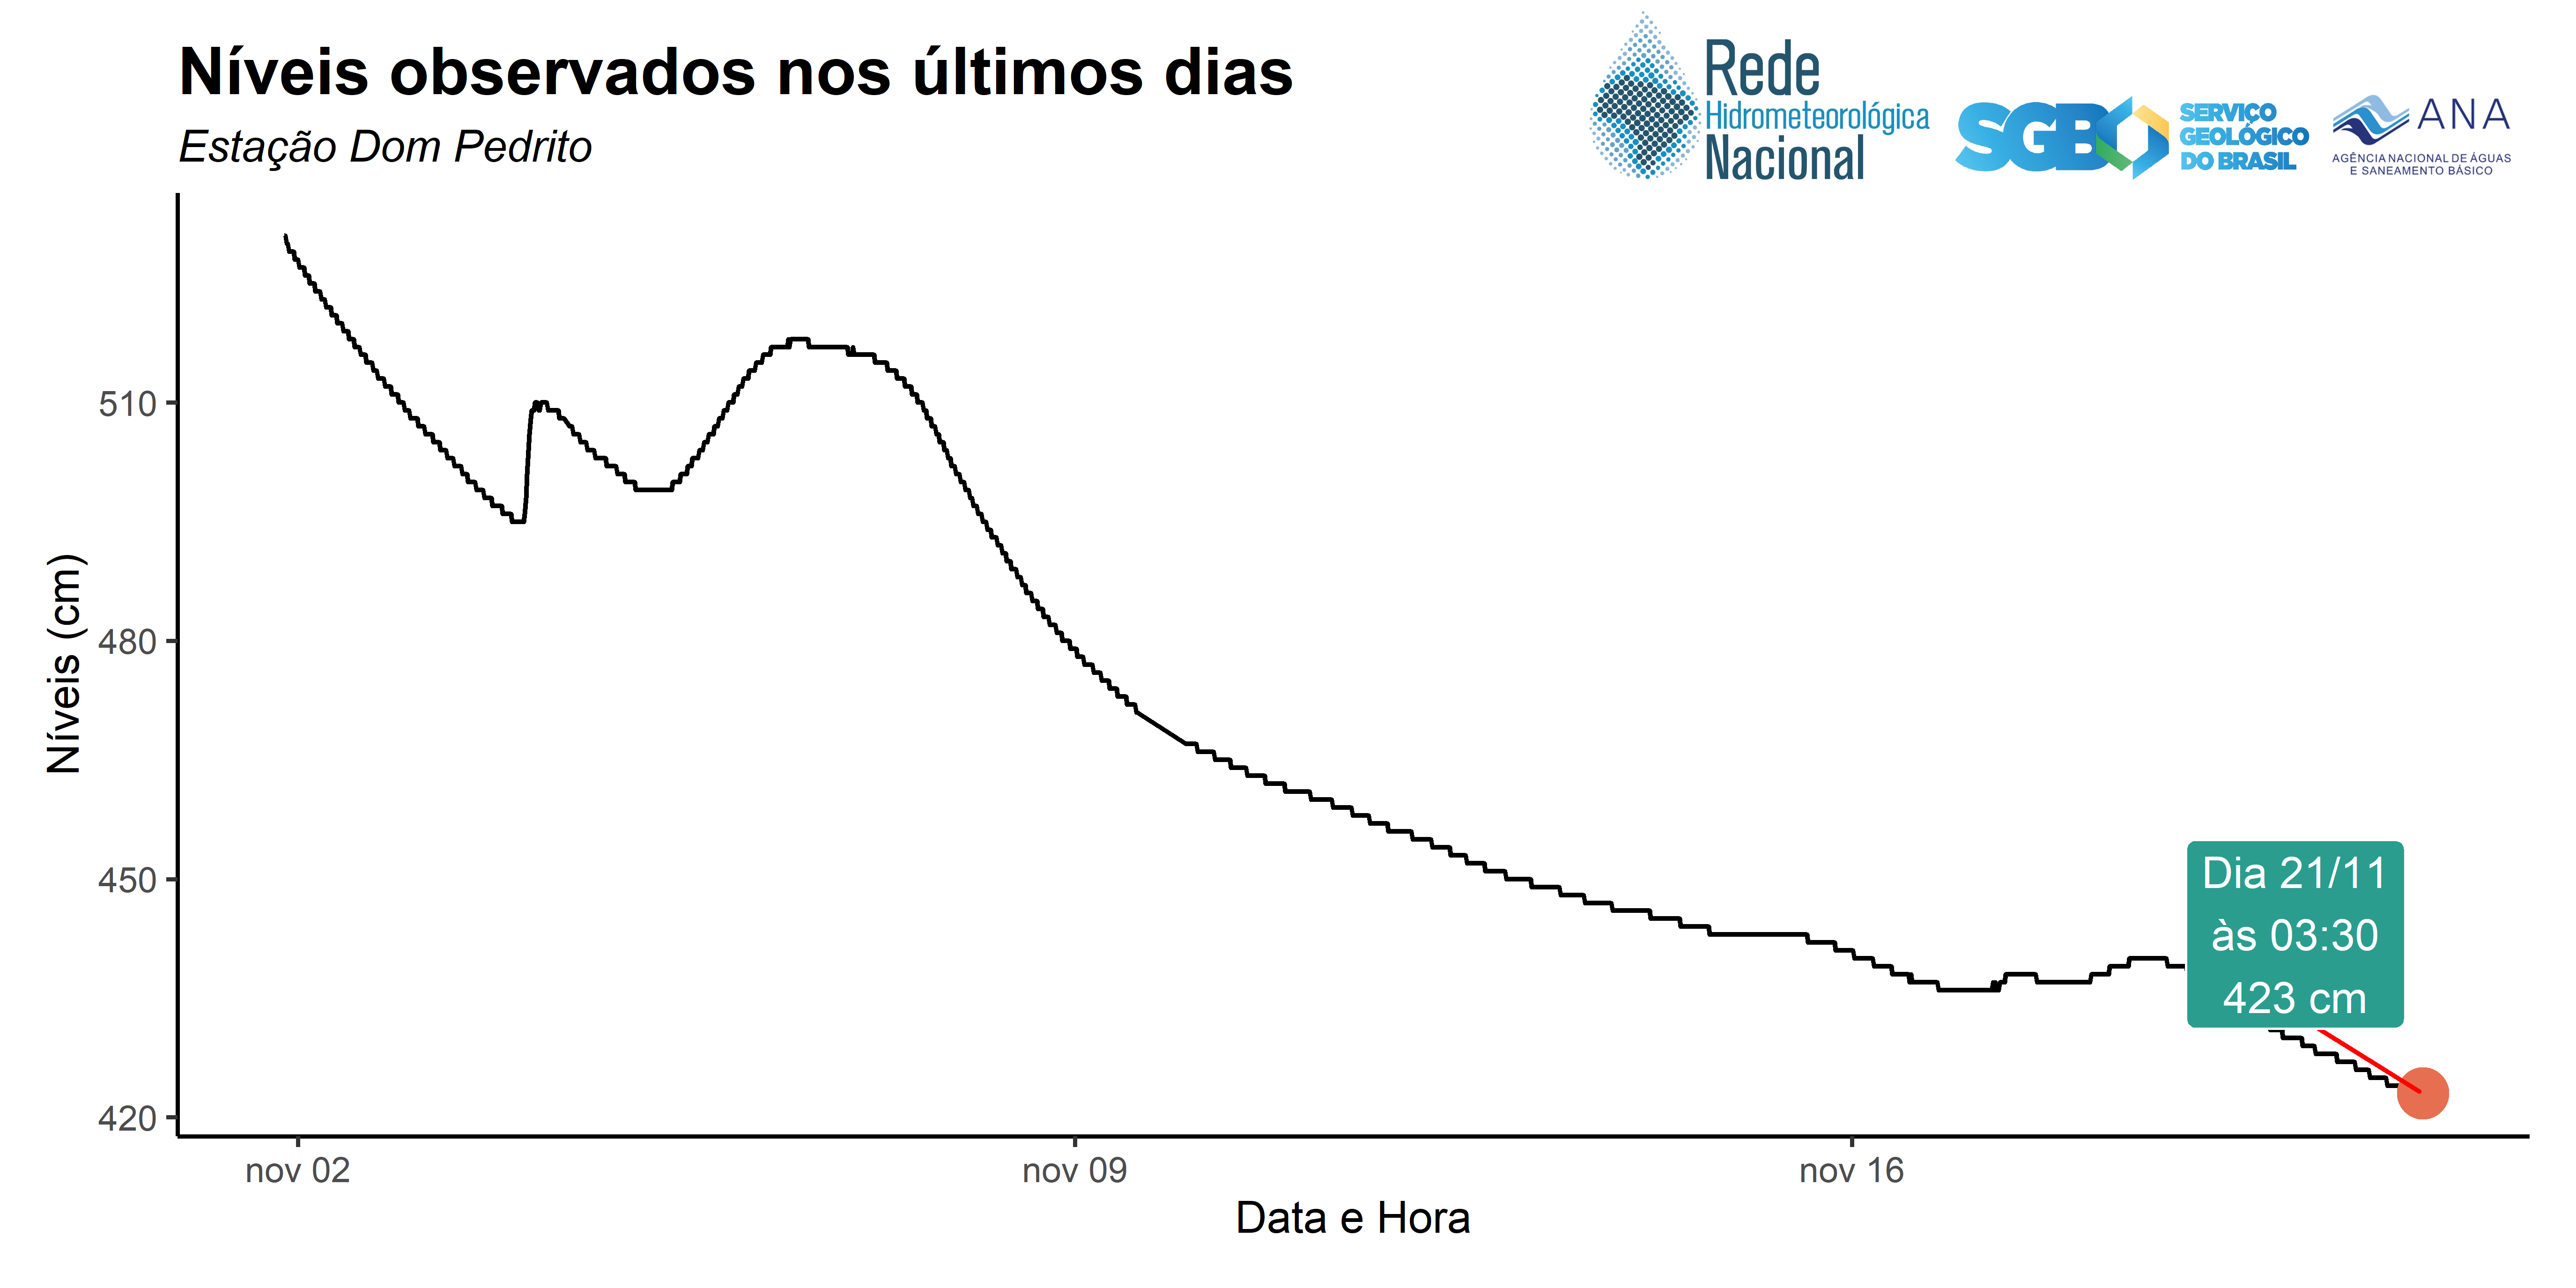 Níveis observados nos últimos dias
Estação Dom Pedrito
Rede
Hidrometeorológica
Nacional
SGB
SERVIÇO
GEOLÓGICO
DO BRASIL
ANA
AGÊNCIA NACIONAL DE ÁGUAS
E SANEAMENTO BÁSICO
Níveis (cm)
510
480
450
420
Dia 21/11
às 03:30
423 cm
nov 02
nov 09
nov 16
Data e Hora